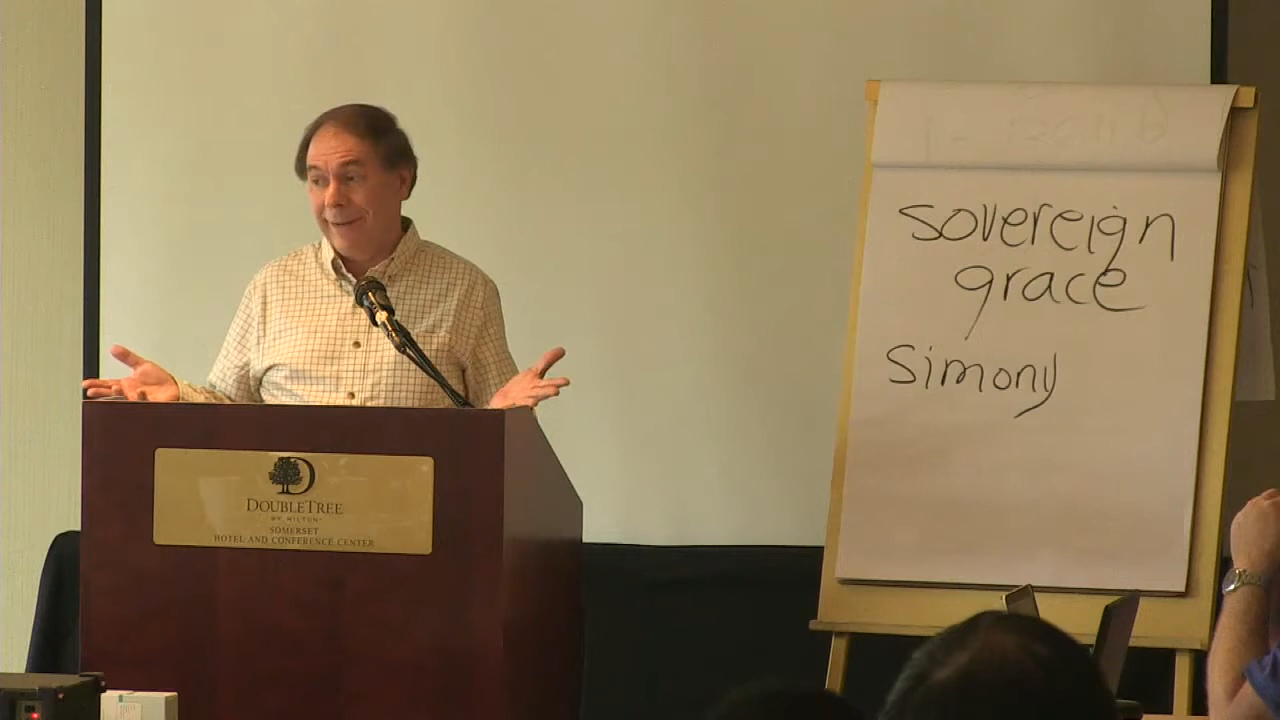 D
DOUBLETREE
BY HILTON
SOMERSET
HOTEL AND CONFERENCE CENTER
sovereign
grace
Simony